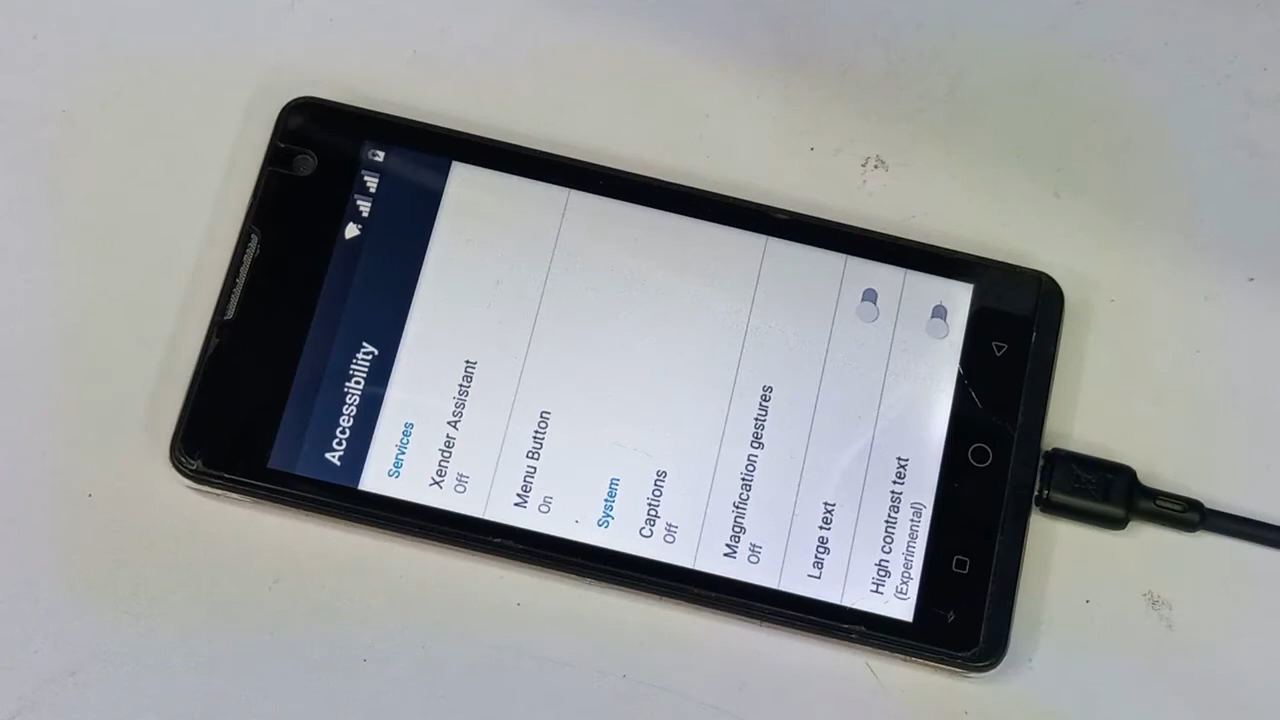 Accessibility
Services
Xender Assistant
Off
Menu Button
On
System
Captions
Off
Magnification gestures
Off
Large text
High contrast text
(Experimental)